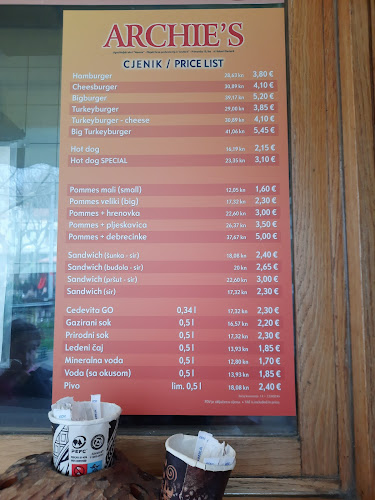 ARCHIE'S
CJENIK / PRICE LIST
Hamburger 28,63 kn 3,80 €
Cheesburger 30,89 kn 4,10 €
Bigburger 39,17 kn 5,20 €
Turkeyburger 29,00 kn 3,85 €
Turkeyburger - cheese 30,89 kn 4,10 €
Big Turkeyburger 41,06 kn 5,45 €
Hot dog 16,19 kn 2,15 €
Hot dog SPECIAL 23,35 kn 3,10 €
Pommes mali (small) 12,05 kn 1,60 €
Pommes veliki (big) 17,32 kn 2,30 €
Pommes + hrenovka 22,60 kn 3,00 €
Pommes + pljeskavica 26,37 kn 3,50 €
Pommes + debrecinke 37,67 kn 5,00 €
Sandwich (šunka - sir) 18,08 kn 2,40 €
Sandwich (budola - sir) 20 kn 2,65 €
Sandwich (pršut - sir) 22,60 kn 3,00 €
Sandwich (sir) 17,32 kn 2,30 €
Cedevita GO 0,34 l 17,32 kn 2,30 €
Gazirani sok 0,5 l 16,57 kn 2,20 €
Prirodni sok 0,5 l 17,32 kn 2,30 €
Ledeni čaj 0,5 l 13,93 kn 1,85 €
Mineralna voda 0,5 l 12,80 kn 1,70 €
Voda (sa okusom) 0,5 l 13,93 kn 1,85 €
Pivo lim. 0,5 l 18,08 kn 2,40 €
PEFC